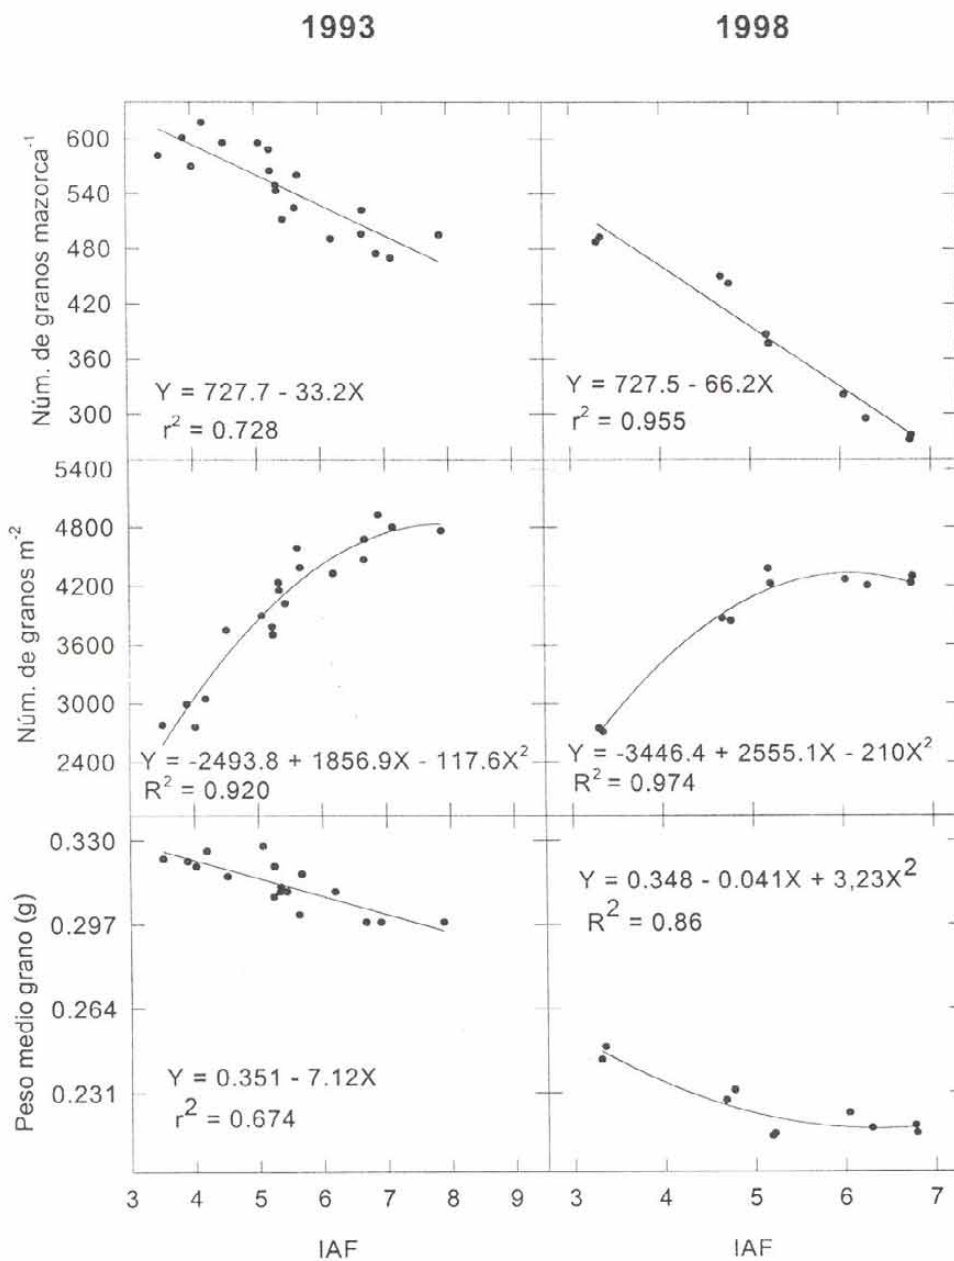 1993
1998
Núm. de granos mazorca⁻¹
600
540
480
420
360
300
Y = 727.7 - 33.2X
r² = 0.728
Y = 727.5 - 66.2X
r² = 0.955
Núm. de granos m⁻²
5400
4800
4200
3600
3000
2400
Y = -2493.8 + 1856.9X - 117.6X²
R² = 0.920
Y = -3446.4 + 2555.1X - 210X²
R² = 0.974
Peso medio grano (g)
0.330
0.297
0.264
0.231
Y = 0.351 - 7.12X
r² = 0.674
Y = 0.348 - 0.041X + 3,23X²
R² = 0.86
3 4 5 6 7 8 9
3 4 5 6 7
IAF
IAF